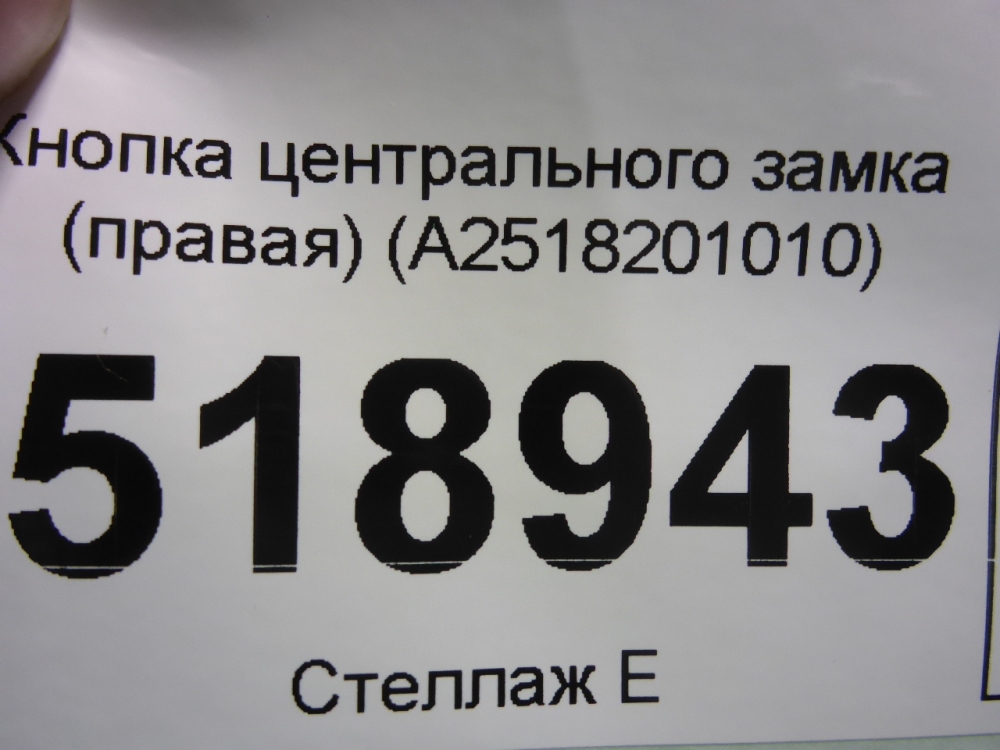 Кнопка центрального замка
(правая) (A2518201010)
518943
Стеллаж Е